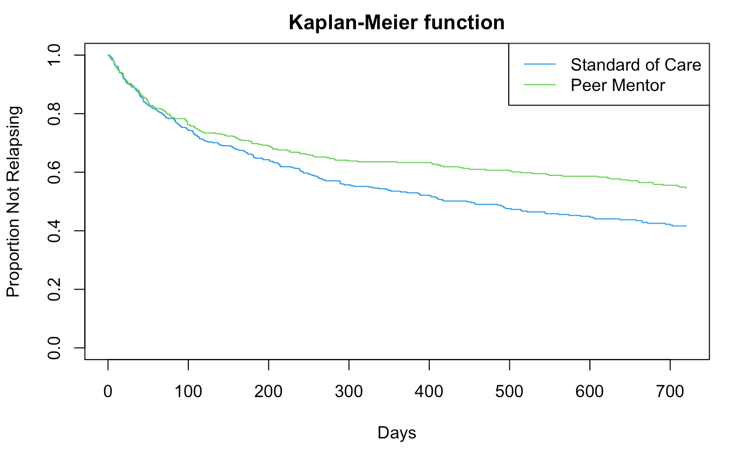 Kaplan-Meier function
Standard of Care
Peer Mentor
Proportion Not Relapsing
1.0
0.8
0.6
0.4
0.2
0.0
0 100 200 300 400 500 600 700
Days